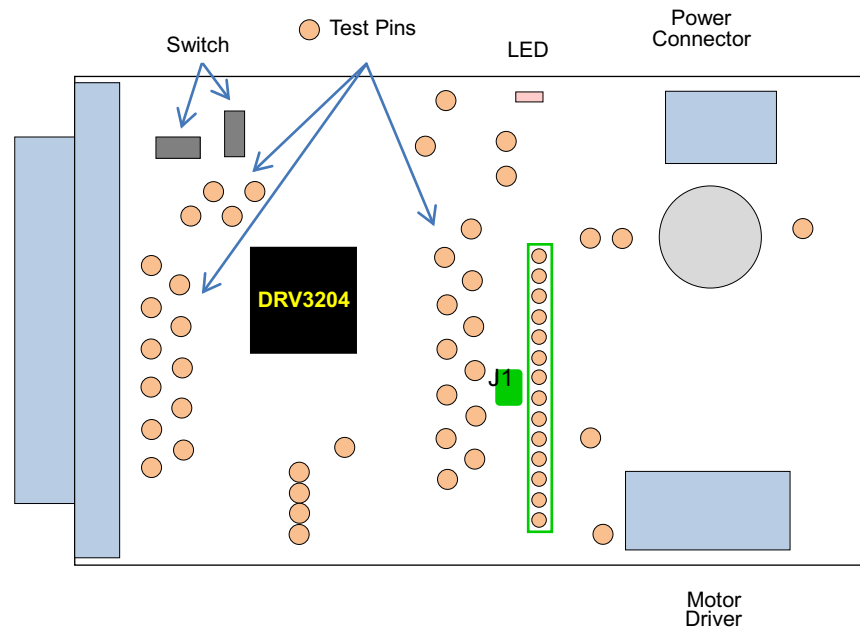 Switch
Test Pins
LED
Power
Connector
DRV3204
J1
Motor
Driver